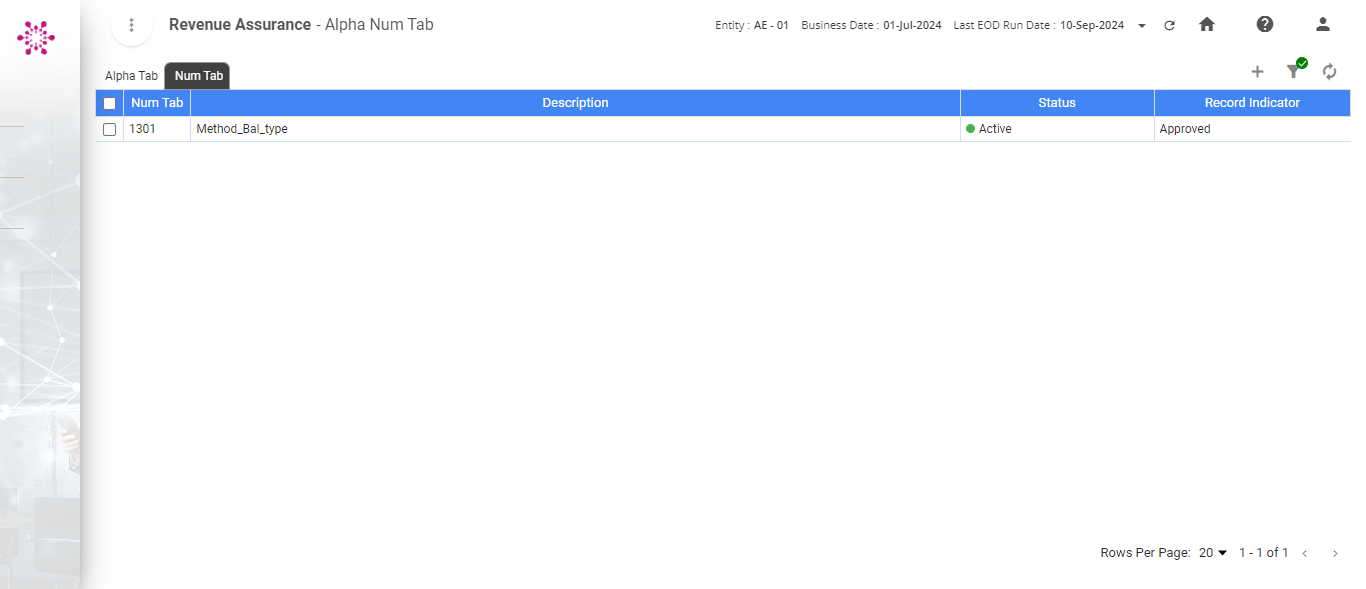 Revenue Assurance - Alpha Num Tab
Entity : AE - 01 Business Date : 01-Jul-2024 Last EOD Run Date : 10-Sep-2024
Alpha Tab Num Tab
Num Tab Description Status Record Indicator
1301 Method_Bal_type Active Approved
Rows Per Page: 20 1 - 1 of 1